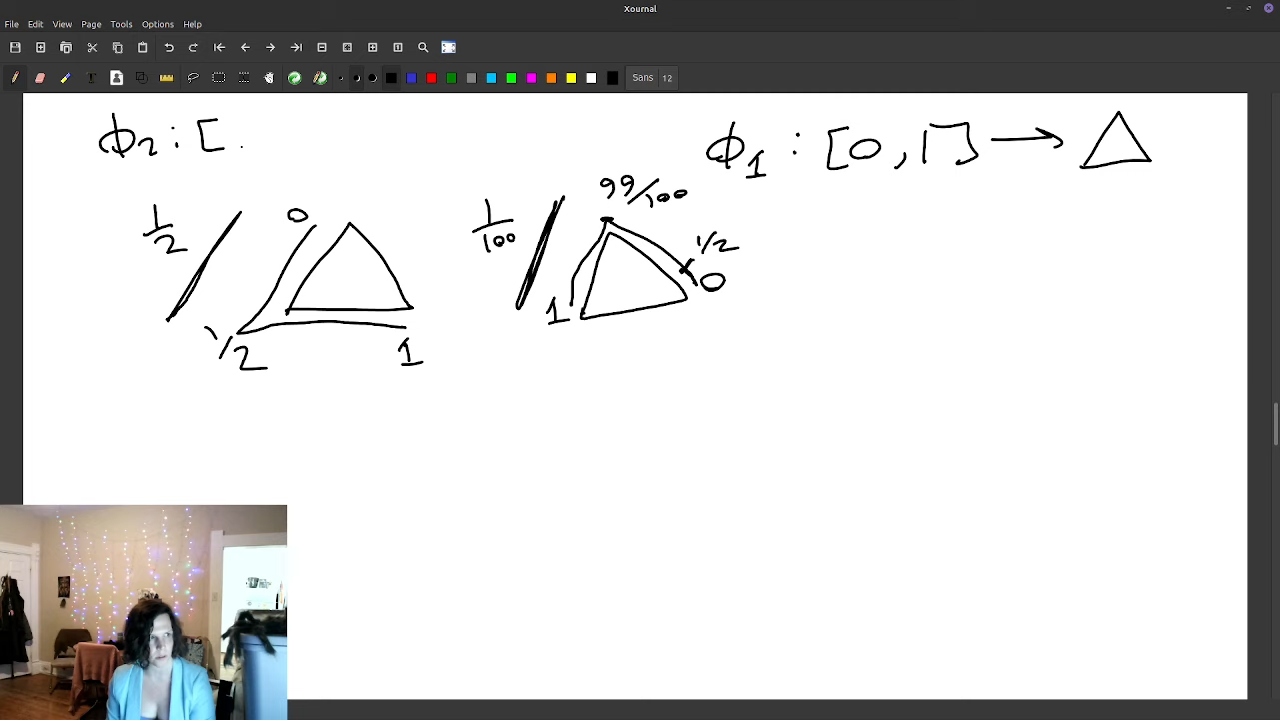 Xournal
File Edit View Page Tools Options Help
Sans 12
ϕ2 : [
ϕ1 : [0, 1] → △
99/100
1/2 0 1/100 1/2
0
1
1/2 1